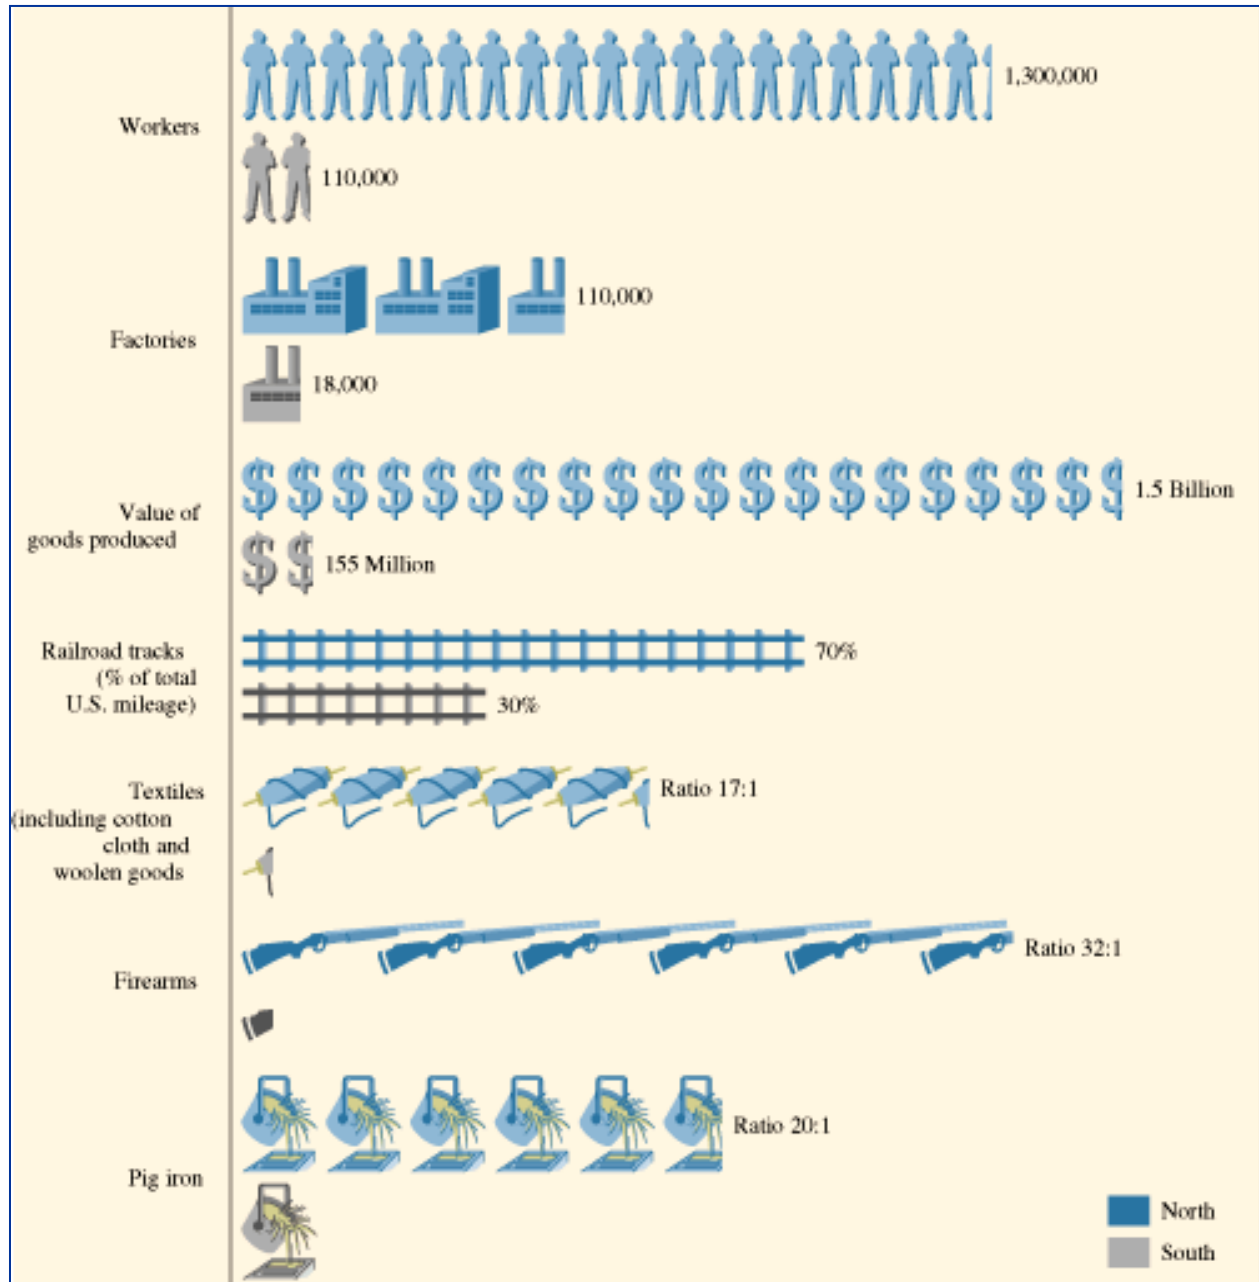 1,300,000
Workers
110,000
110,000
Factories
18,000
1.5 Billion
Value of
goods produced
155 Million
Railroad tracks
(% of total
U.S. mileage)
70%
30%
Textiles
(including cotton
cloth and
woolen goods
Ratio 17:1
Ratio 32:1
Firearms
Ratio 20:1
Pig iron
North
South